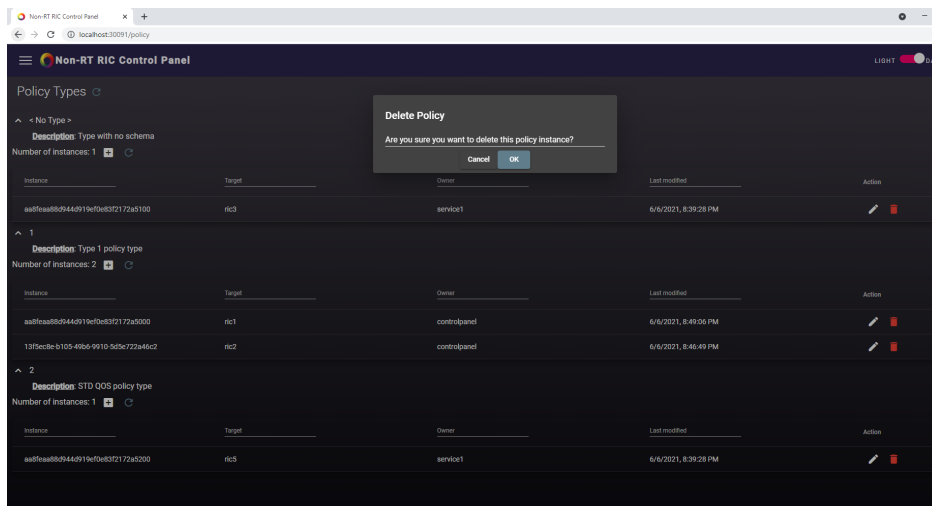 Non-RT RIC Control Panel
localhost:30091/policy
Non-RT RIC Control Panel
LIGHT
Policy Types
Delete Policy
Are you sure you want to delete this policy instance?
Cancel OK
< No Type >
Description: Type with no schema
Number of instances: 1
Instance Target Owner Last modified Action
aa8feaa88d944d919ef0e83f2172a5100 ric3 service1 6/6/2021, 8:39:28 PM
1
Description: Type 1 policy type
Number of instances: 2
Instance Target Owner Last modified Action
aa8feaa88d944d919ef0e83f2172a5000 ric1 controlpanel 6/6/2021, 8:49:06 PM
13f5ec8e-b105-49b6-9910-5d5e722a46c2 ric2 controlpanel 6/6/2021, 8:46:49 PM
2
Description: STD QOS policy type
Number of instances: 1
Instance Target Owner Last modified Action
aa8feaa88d944d919ef0e83f2172a5200 ric5 service1 6/6/2021, 8:39:28 PM